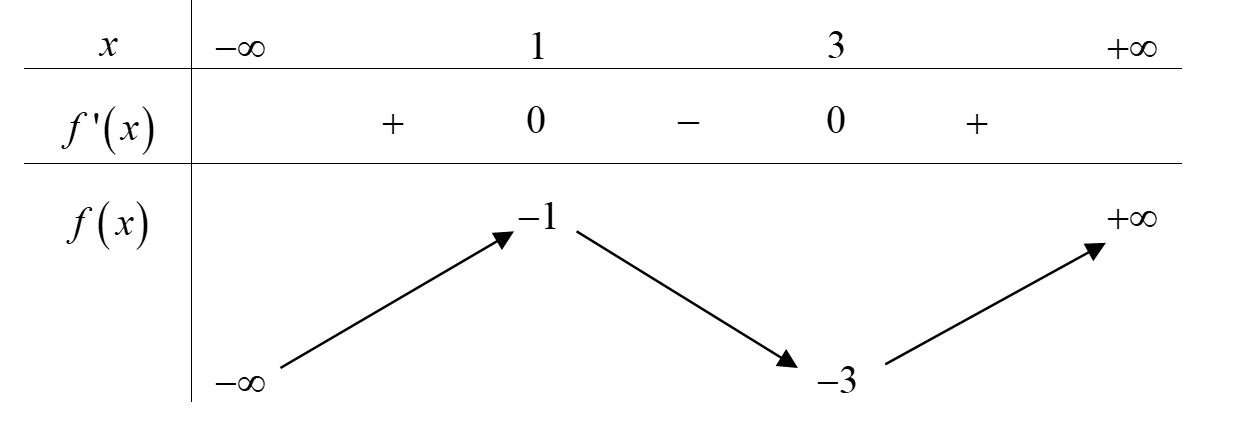 x −∞ 1 3 +∞
f'(x) + 0 − 0 +
f(x) −1 +∞
−∞ −3